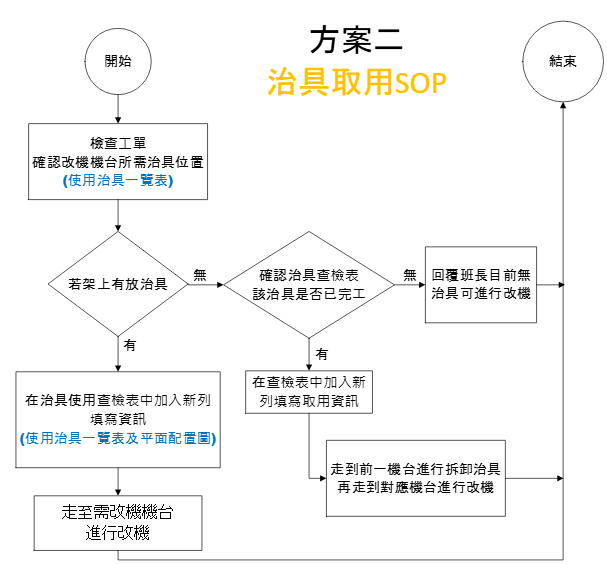 方案二
治具取用SOP
開始
結束
檢查工單
確認改機機台所需治具位置
(使用治具一覽表)
若架上有放治具
無
確認治具查檢表
該治具是否已完工
無
回覆班長目前無
治具可進行改機
有
有
在治具使用查檢表中加入新列
填寫資訊
(使用治具一覽表及平面配置圖)
在查檢表中加入新
列填寫取用資訊
走到前一機台進行拆卸治具
再走到對應機台進行改機
走至需改機機台
進行改機